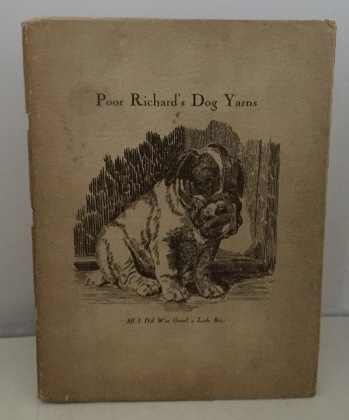 Poor Richard's Dog Yarns
All I Did Was Growl a Little Bit.